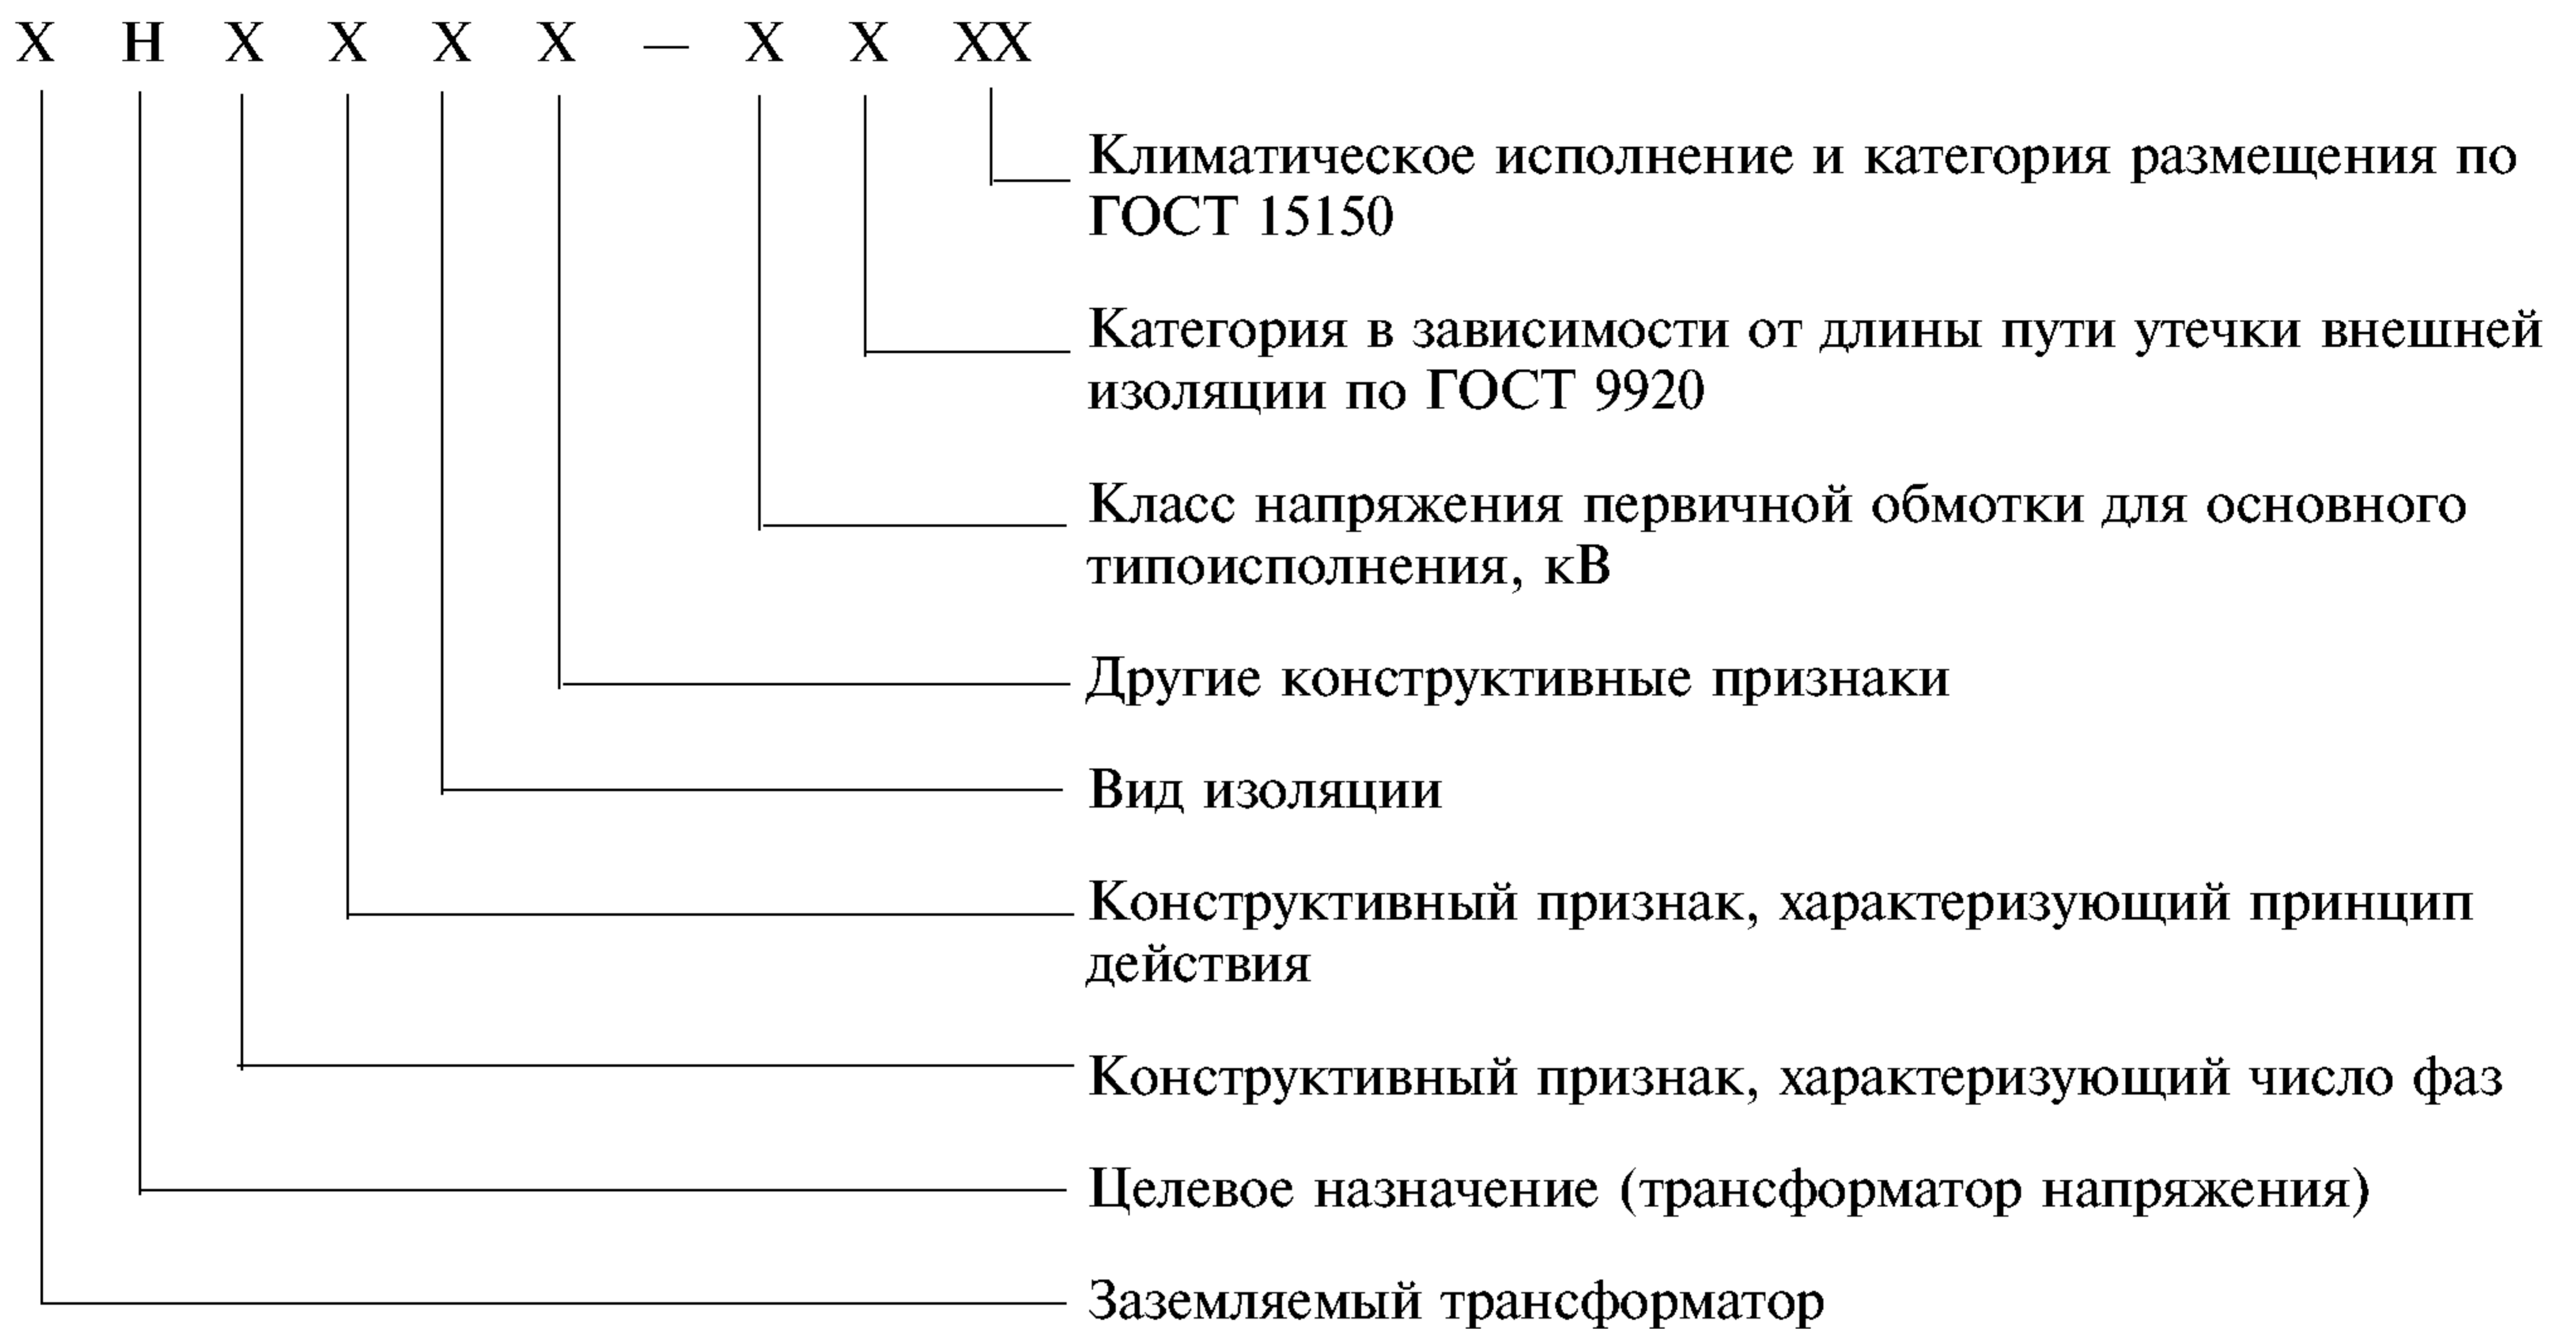 Х Н Х Х Х Х — Х Х ХХ
Климатическое исполнение и категория размещения по
ГОСТ 15150
Категория в зависимости от длины пути утечки внешней
изоляции по ГОСТ 9920
Класс напряжения первичной обмотки для основного
типоисполнения, кВ
Другие конструктивные признаки
Вид изоляции
Конструктивный признак, характеризующий принцип
действия
Конструктивный признак, характеризующий число фаз
Целевое назначение (трансформатор напряжения)
Заземляемый трансформатор